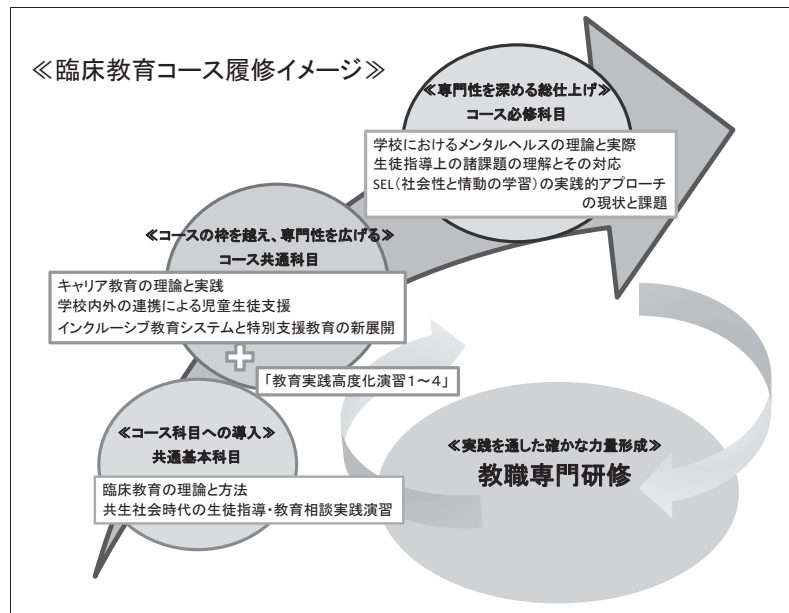 ≪臨床教育コース履修イメージ≫
≪専門性を深める総仕上げ≫
コース必修科目
学校におけるメンタルヘルスの理論と実際
生徒指導上の諸課題の理解とその対応
SEL(社会性と情動の学習)の実践的アプローチ
の現状と課題
≪コースの枠を越え、専門性を広げる≫
コース共通科目
キャリア教育の理論と実践
学校内外の連携による児童生徒支援
インクルーシブ教育システムと特別支援教育の新展開
「教育実践高度化演習1~4」
≪コース科目への導入≫
共通基本科目
臨床教育の理論と方法
共生社会時代の生徒指導・教育相談実践演習
≪実践を通した確かな力量形成≫
教職専門研修